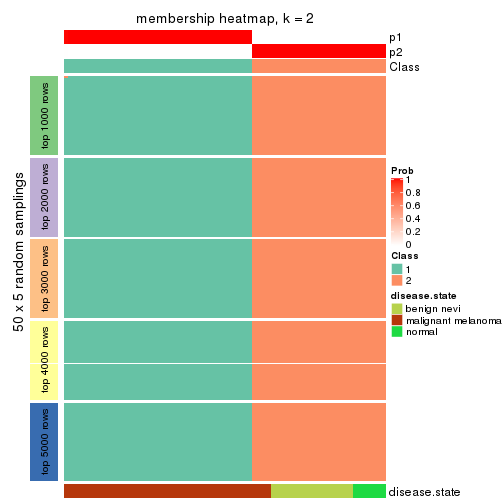 membership heatmap, k = 2
p1
p2
Class
50 x 5 random samplings
top 1000 rows
top 2000 rows
top 3000 rows
top 4000 rows
top 5000 rows
Prob
1
0.8
0.6
0.4
0.2
0
Class
1
2
disease.state
benign nevi
malignant melanoma
normal
disease.state